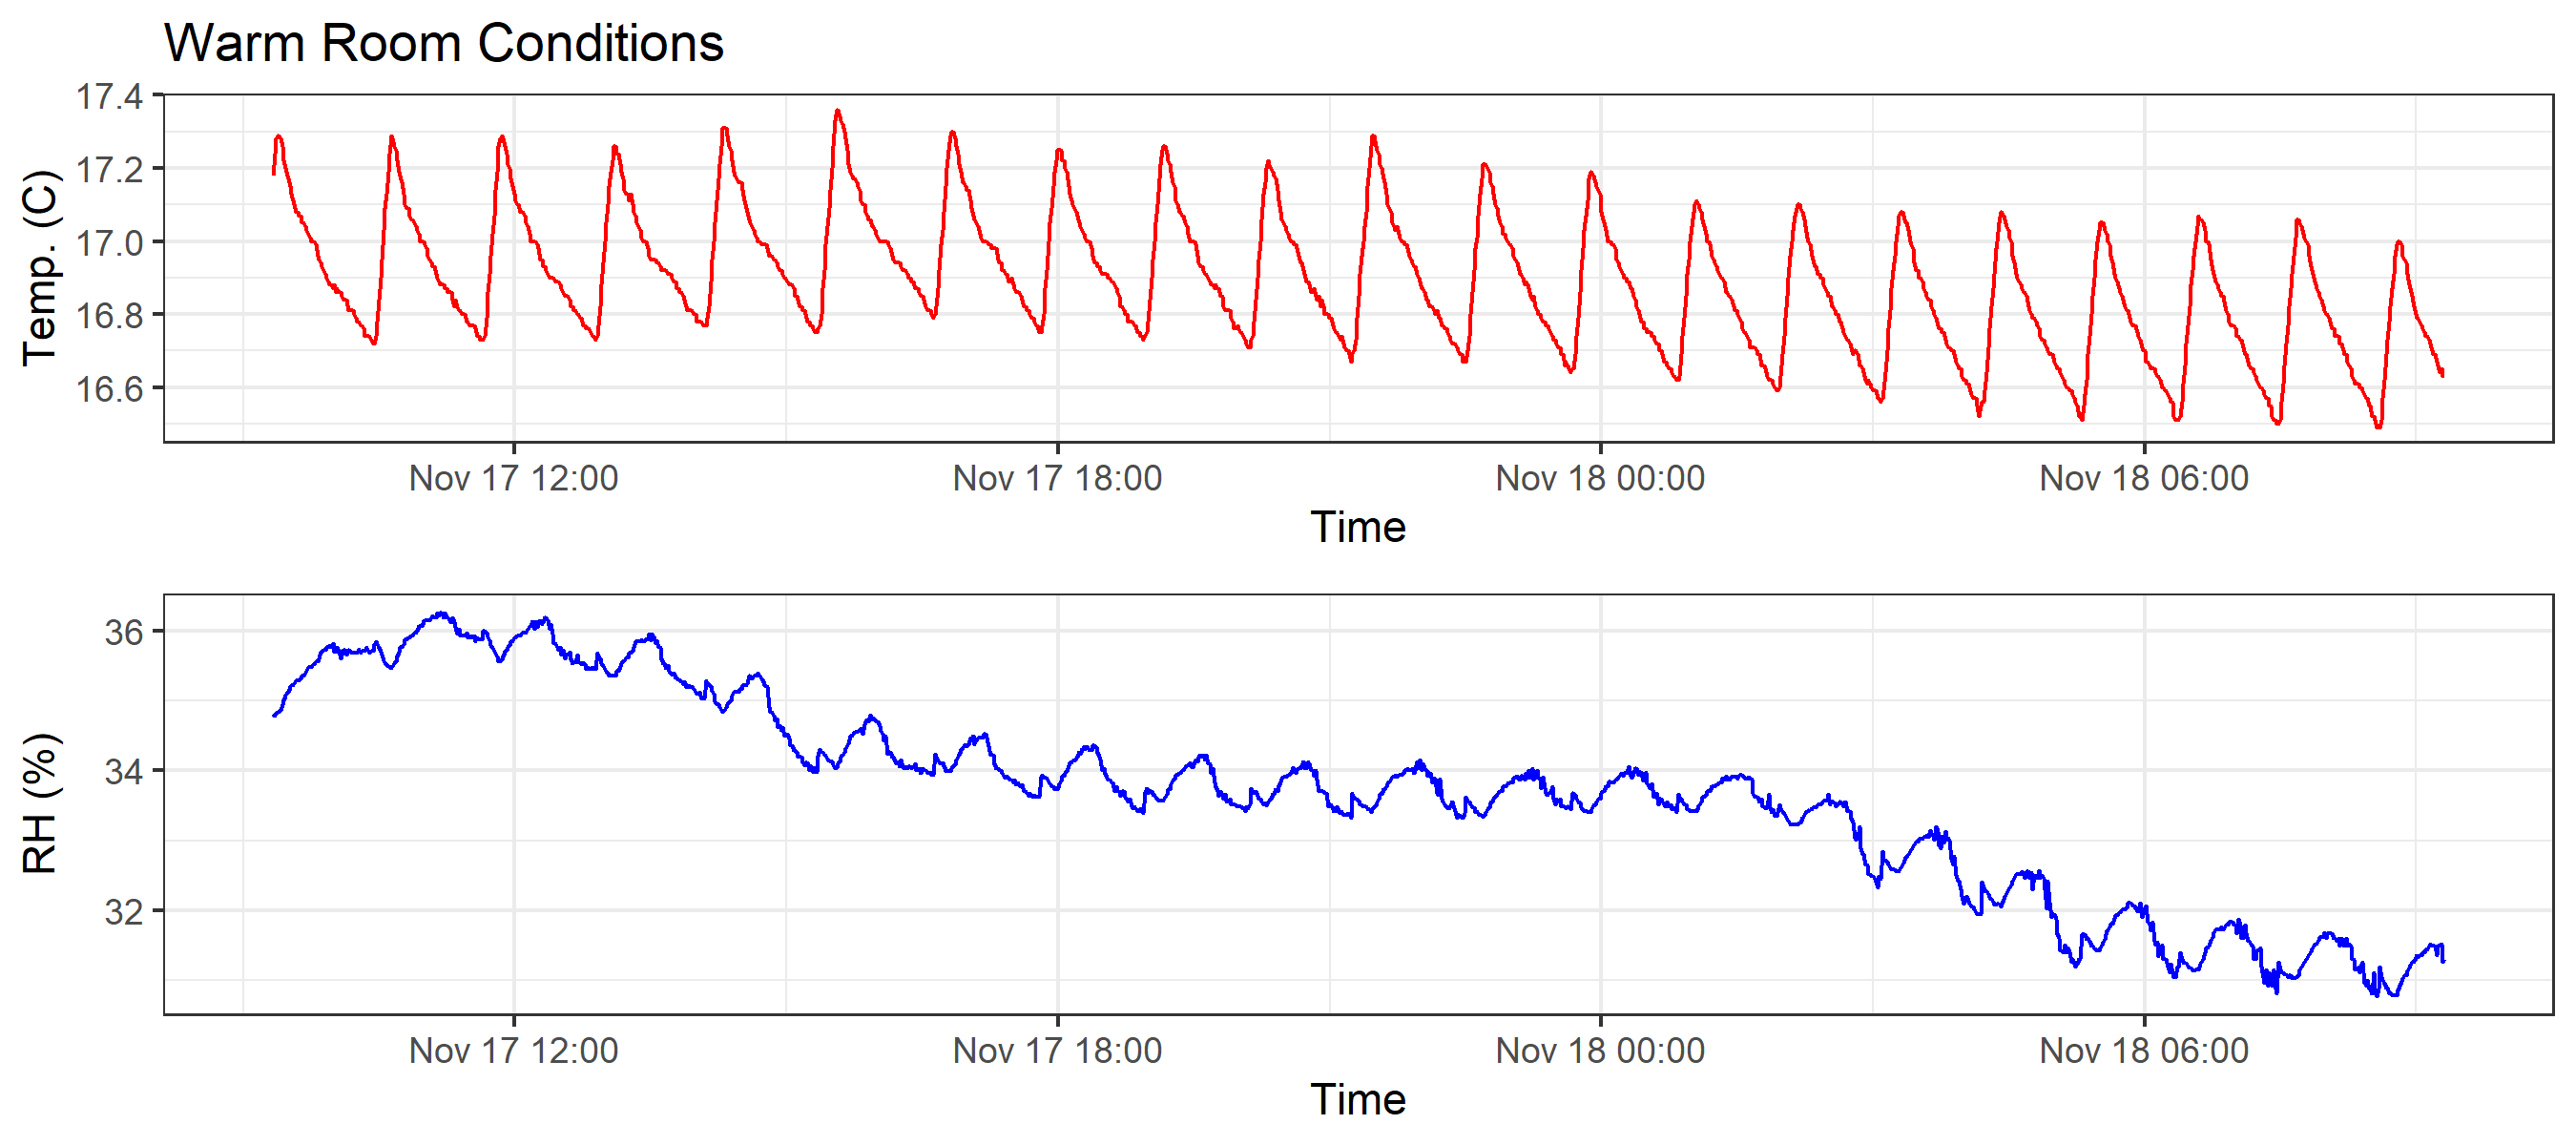 Warm Room Conditions
17.4
17.2
17.0
16.8
16.6
Temp. (C)
Nov 17 12:00 Nov 17 18:00 Nov 18 00:00 Nov 18 06:00
Time
36
34
32
RH (%)
Nov 17 12:00 Nov 17 18:00 Nov 18 00:00 Nov 18 06:00
Time